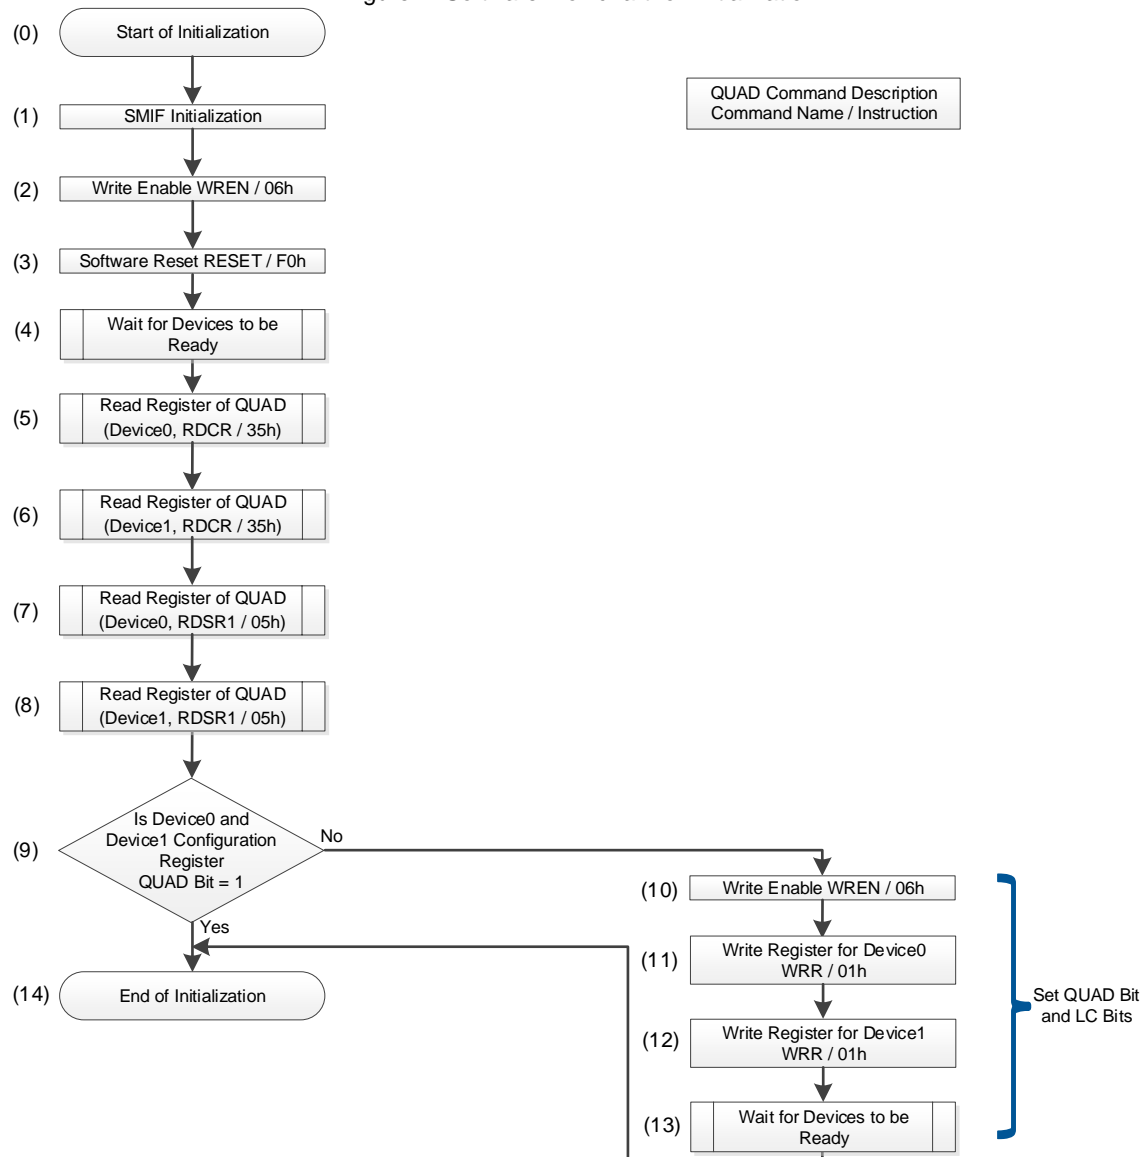 (0) Start of Initialization
QUAD Command Description
Command Name / Instruction
(1) SMIF Initialization
(2) Write Enable WREN / 06h
(3) Software Reset RESET / F0h
(4) Wait for Devices to be
Ready
(5) Read Register of QUAD
(Device0, RDCR / 35h)
(6) Read Register of QUAD
(Device1, RDCR / 35h)
(7) Read Register of QUAD
(Device0, RDSR1 / 05h)
(8) Read Register of QUAD
(Device1, RDSR1 / 05h)
(9) Is Device0 and
Device1 Configuration
Register
QUAD Bit = 1
No
Yes
(10) Write Enable WREN / 06h
(11) Write Register for Device0
WRR / 01h
(12) Write Register for Device1
WRR / 01h
(13) Wait for Devices to be
Ready
Set QUAD Bit
and LC Bits
(14) End of Initialization